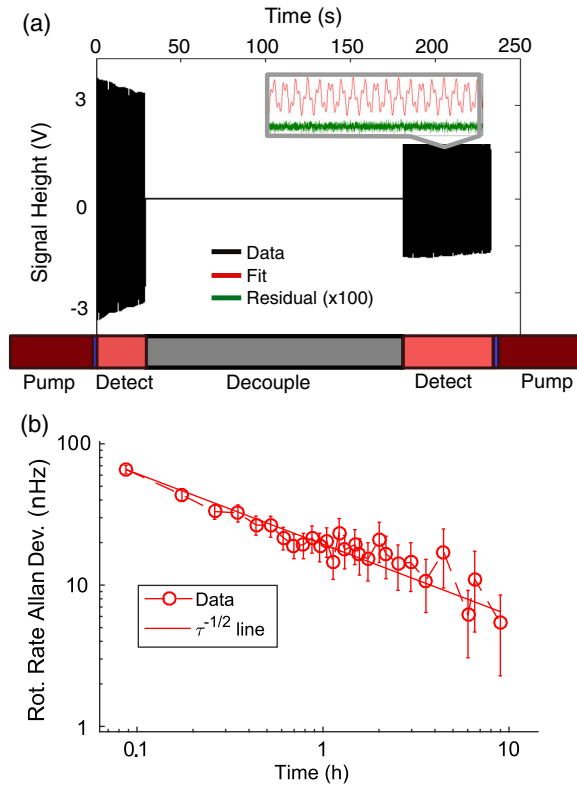 (a)
Time (s)
0 50 100 150 200 250
Signal Height (V)
3
0
-3
Data
Fit
Residual (x100)
Pump Detect Decouple Detect Pump
(b)
Rot. Rate Allan Dev. (nHz)
100
10
1
Data
τ-1/2 line
0.1 1 10
Time (h)